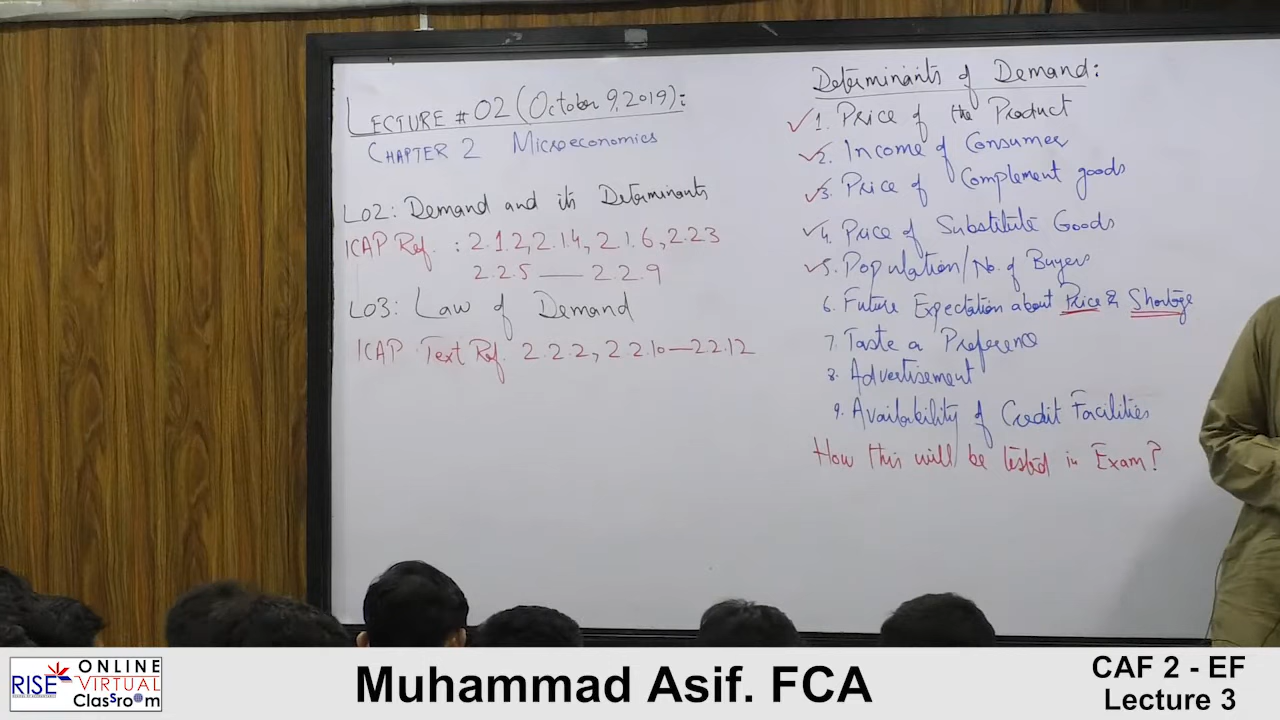 LECTURE # 02 (October 9, 2019):
CHAPTER 2 Microeconomics
LO2: Demand and its Determinants
ICAP Ref. : 2.1.2, 2.1.4, 2.1.6, 2.2.3
2.2.5 — 2.2.9
LO3: Law of Demand
ICAP Text Ref. 2.2.2, 2.2.10—2.2.12
Determinants of Demand:
1. Price of the Product
2. Income of Consumer
3. Price of Complement goods
4. Price of Substitute Goods
5. Population/No. of Buyers
6. Future Expectation about Price & Shortage
7. Taste & Preference
8. Advertisement
9. Availability of Credit Facilities
How this will be tested in Exam?
RISE
ONLINE
VIRTUAL
ClassroOm
Muhammad Asif. FCA
CAF 2 - EF
Lecture 3